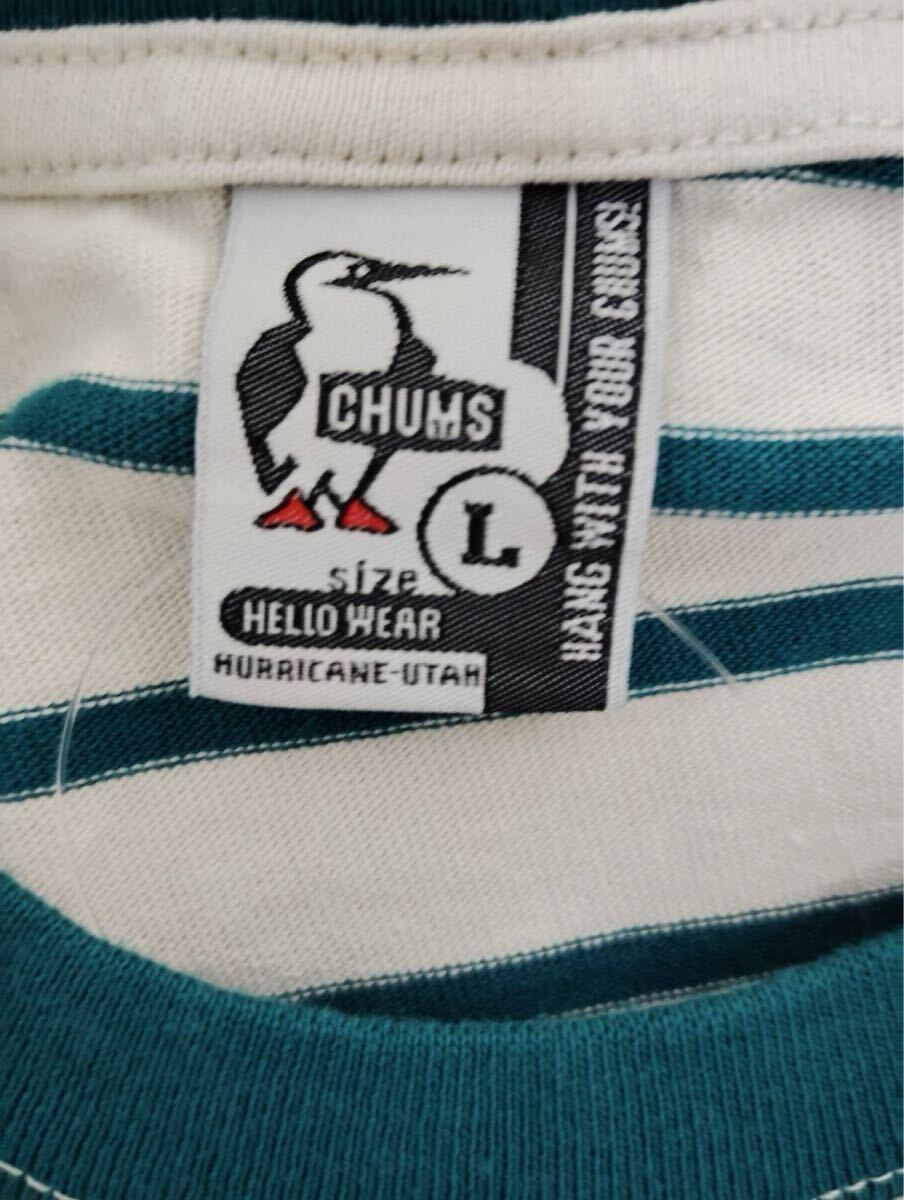 CHUMS
L
size
HELLO WEAR
HURRICANE-UTAH
HANG WITH YOUR CHUMS!